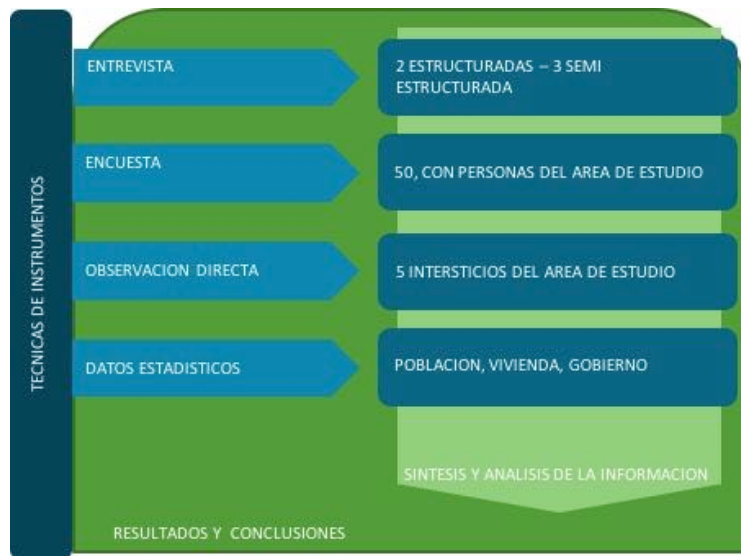 TECNICAS DE INSTRUMENTOS
ENTREVISTA
2 ESTRUCTURADAS – 3 SEMI
ESTRUCTURADA
ENCUESTA
50, CON PERSONAS DEL AREA DE ESTUDIO
OBSERVACION DIRECTA
5 INTERSTICIOS DEL AREA DE ESTUDIO
DATOS ESTADISTICOS
POBLACION, VIVIENDA, GOBIERNO
SINTESIS Y ANALISIS DE LA INFORMACION
RESULTADOS Y CONCLUSIONES